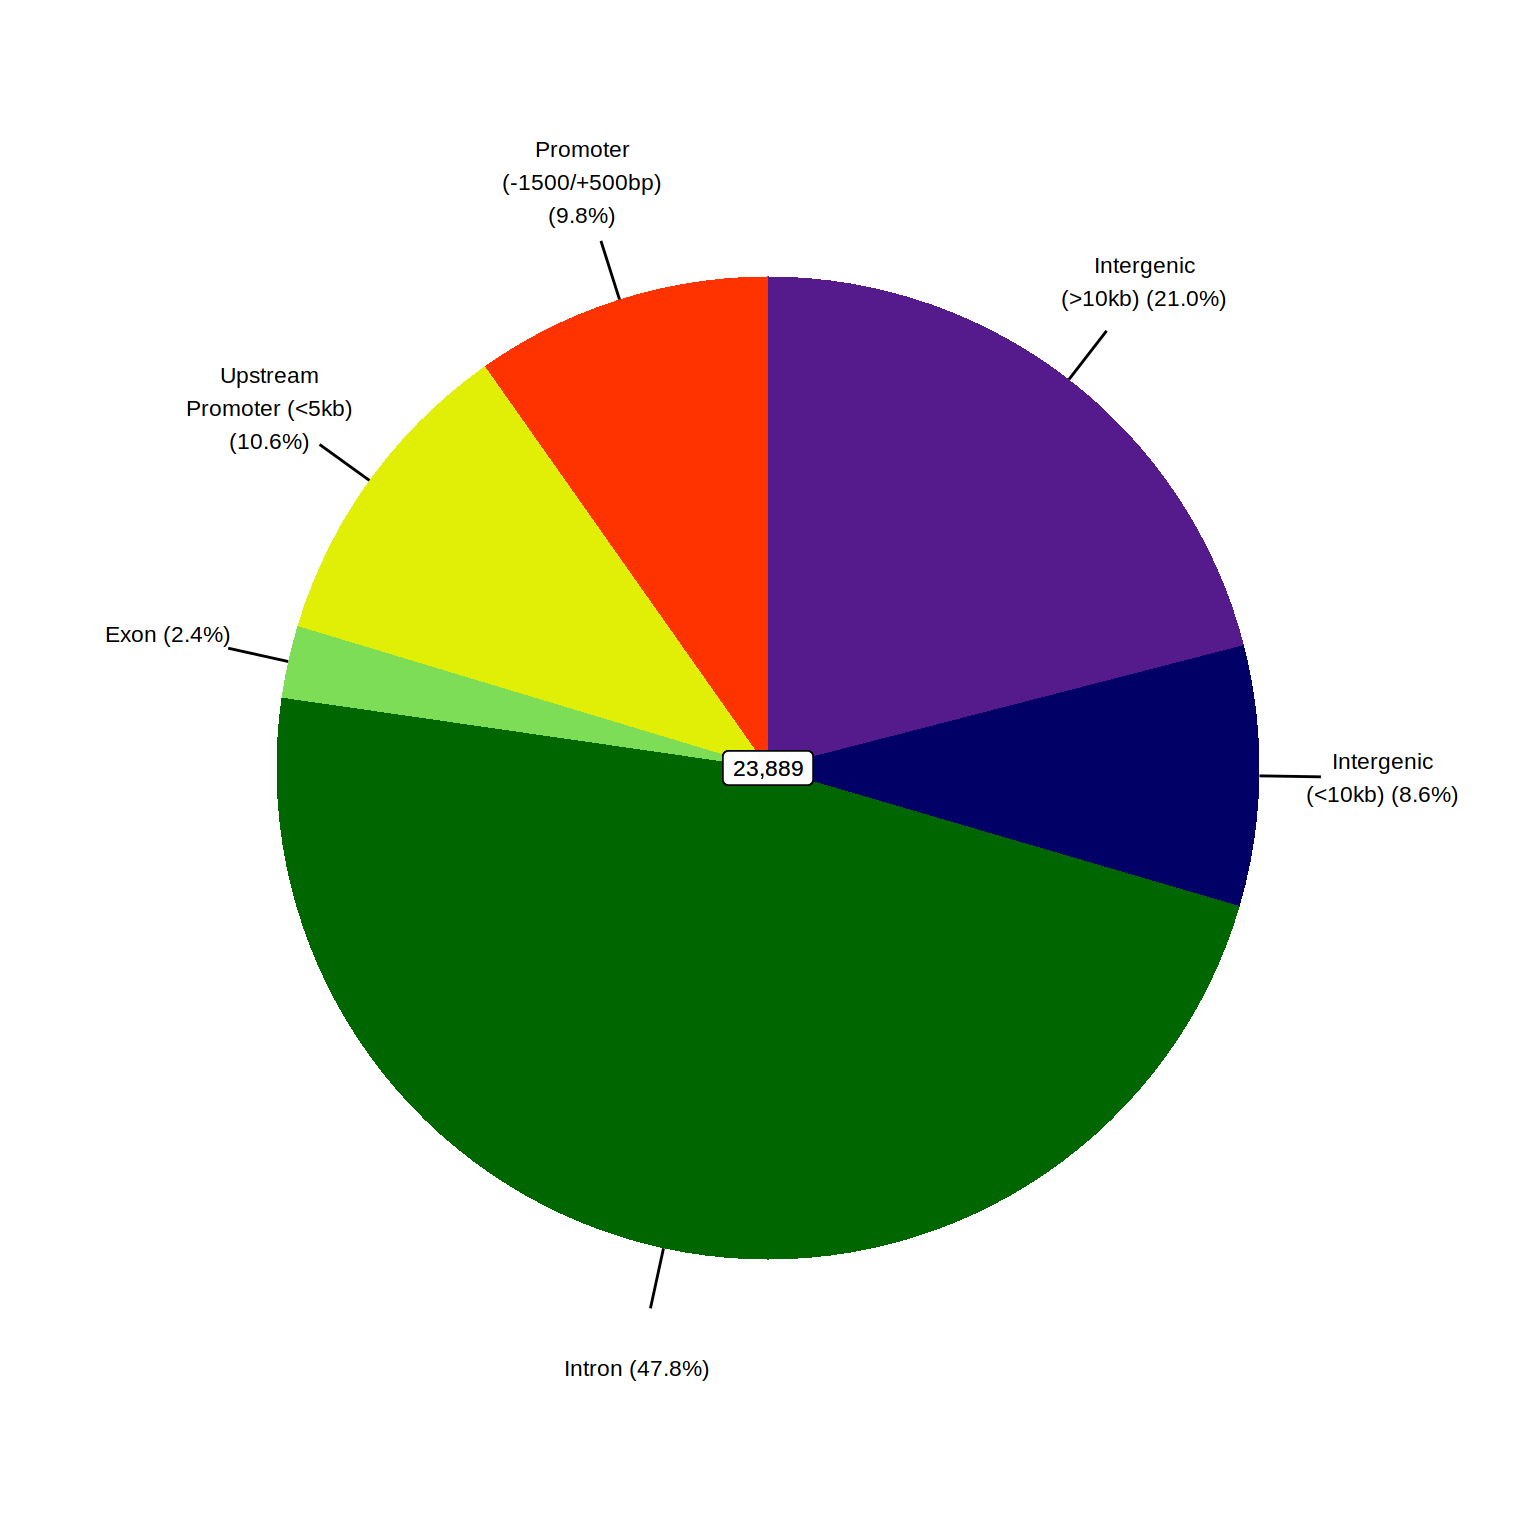 Promoter
(-1500/+500bp)
(9.8%)
Intergenic
(>10kb) (21.0%)
Upstream
Promoter (<5kb)
(10.6%)
Exon (2.4%)
23,889
Intergenic
(<10kb) (8.6%)
Intron (47.8%)